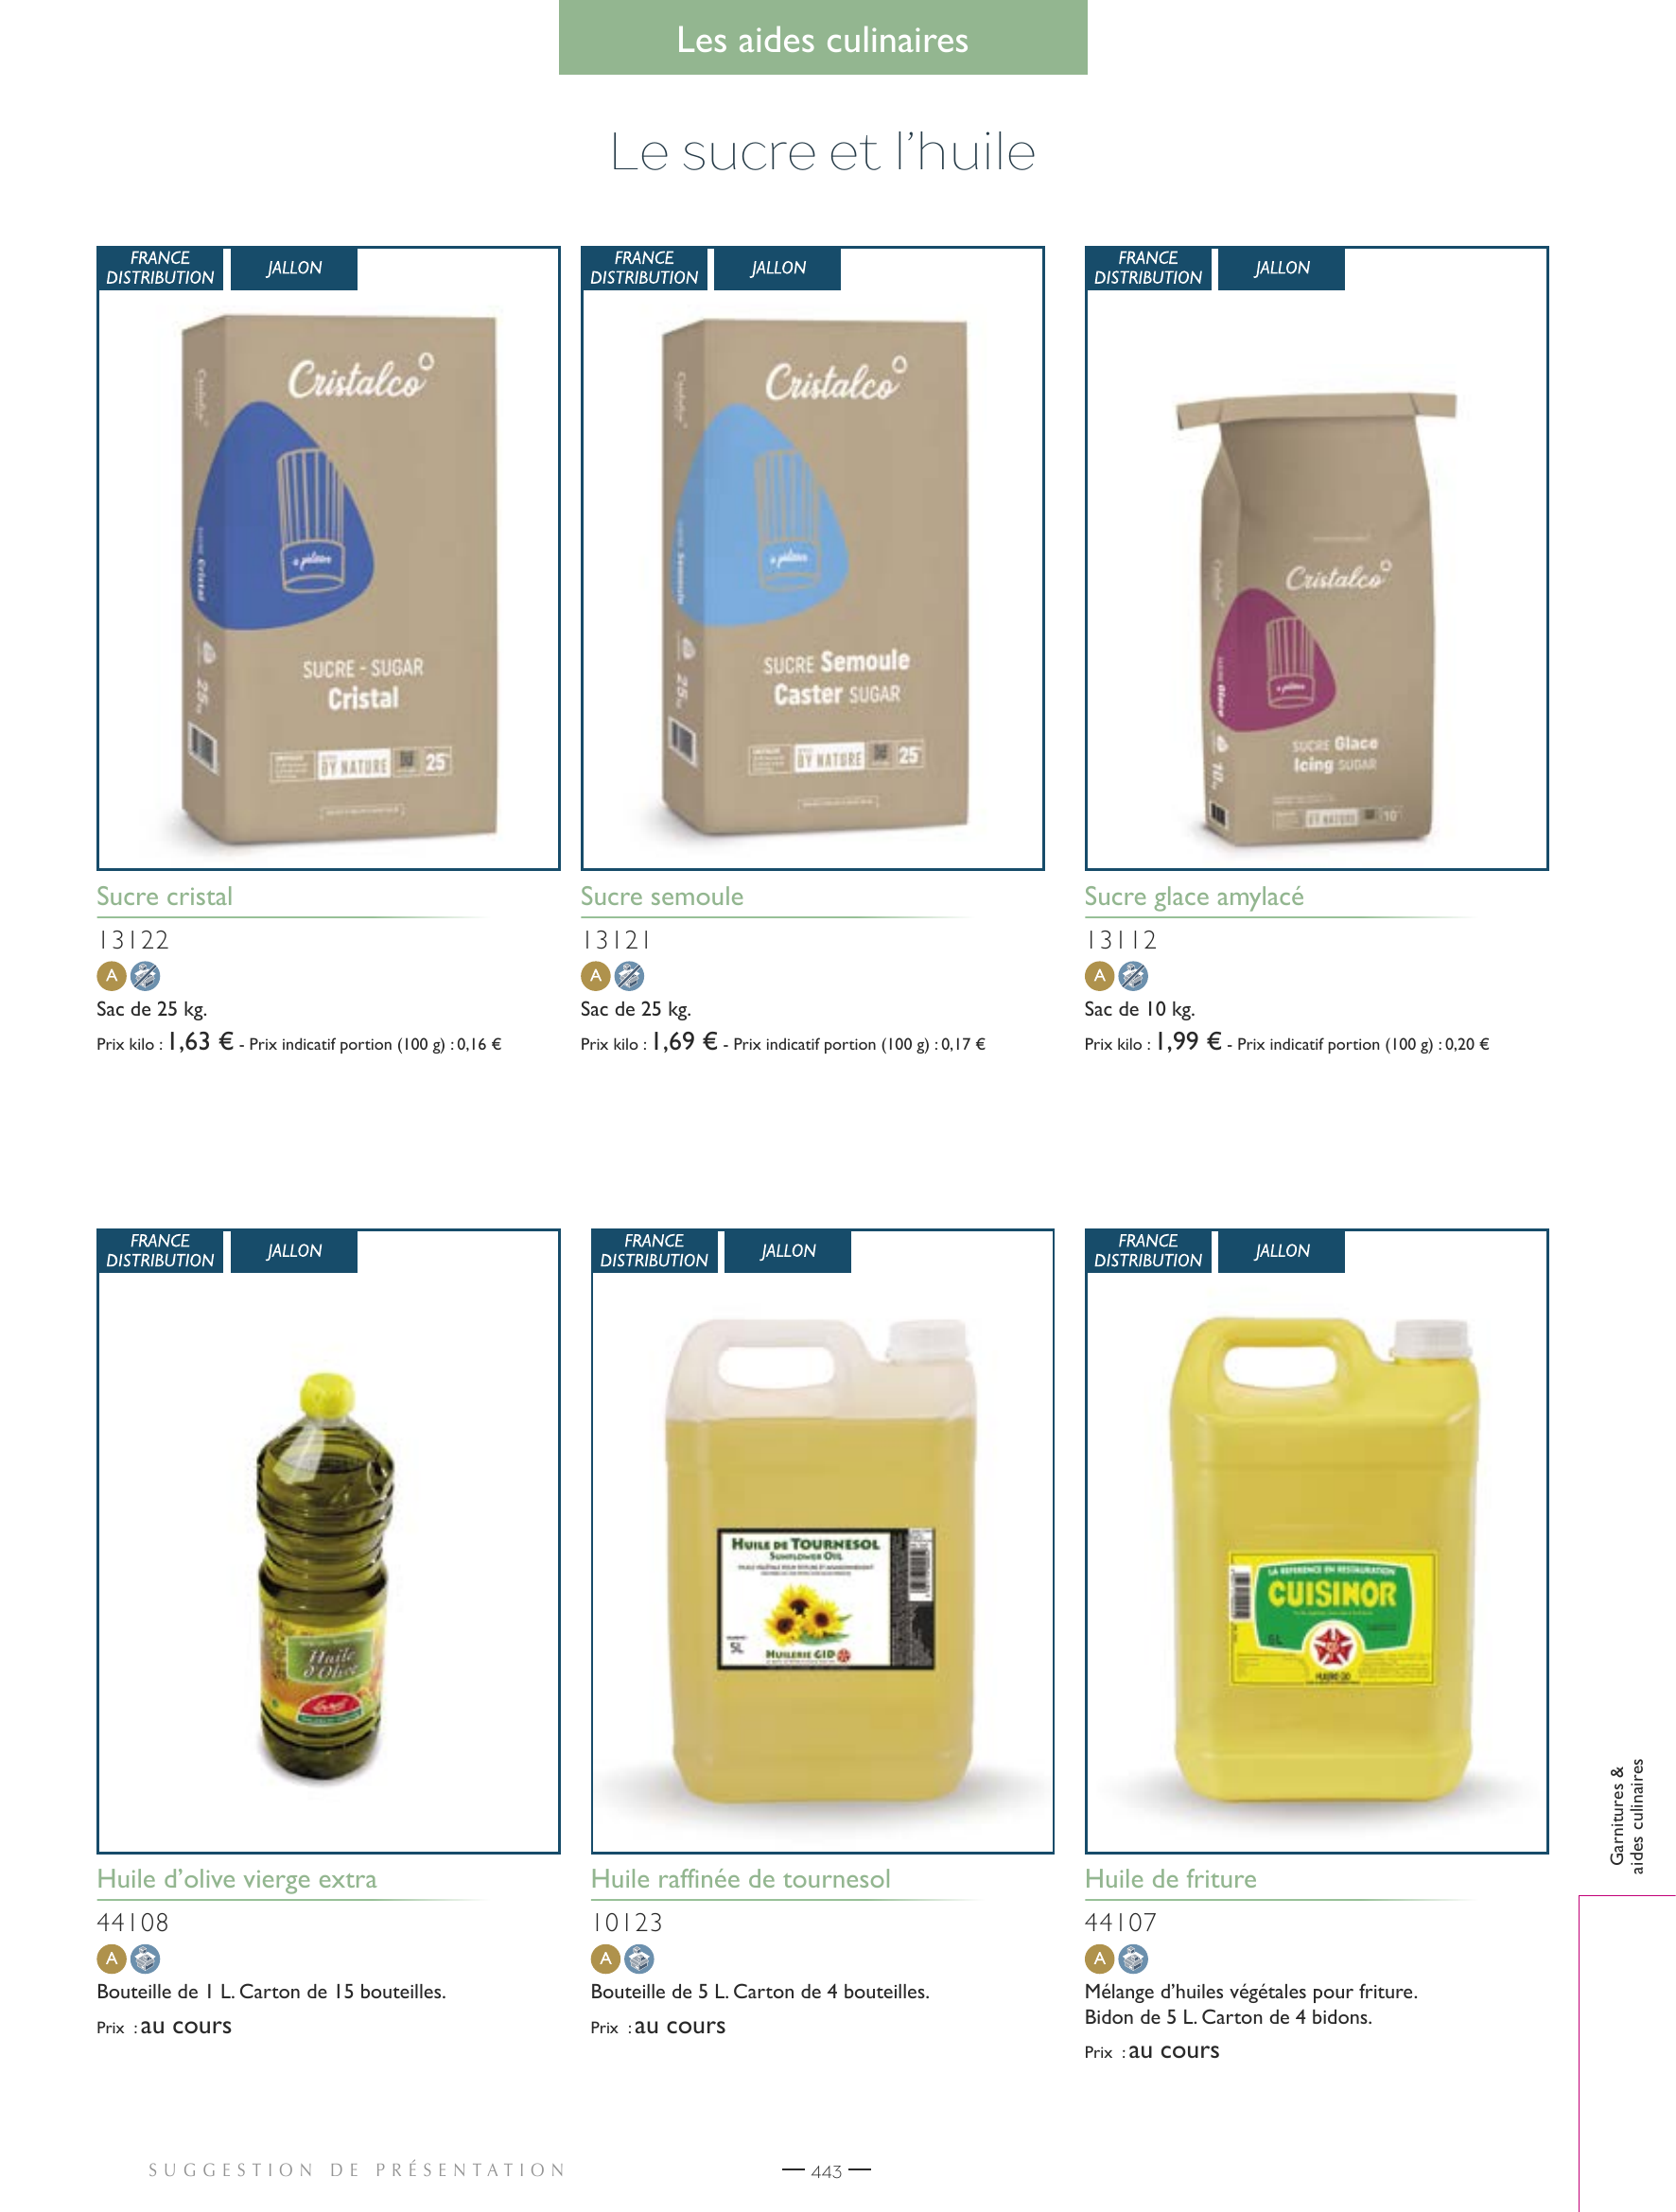 Les aides culinaires
Le sucre et l'huile
FRANCE
DISTRIBUTION
JALLON
Cristalco
SUCRE - SUGAR
Cristal
BY NATURE
25
FRANCE
DISTRIBUTION
JALLON
Cristalco
SUCRE Semoule
Caster SUGAR
BY NATURE
25
FRANCE
DISTRIBUTION
JALLON
Cristalco
SUCRE Glace
Icing SUGAR
BY NATURE
10
Sucre cristal
13122
A
Sac de 25 kg.
Prix kilo : 1,63 € - Prix indicatif portion (100 g) : 0,16 €
Sucre semoule
13121
A
Sac de 25 kg.
Prix kilo : 1,69 € - Prix indicatif portion (100 g) : 0,17 €
Sucre glace amylacé
13112
A
Sac de 10 kg.
Prix kilo : 1,99 € - Prix indicatif portion (100 g) : 0,20 €
FRANCE
DISTRIBUTION
JALLON
Huile
d'Olive
FRANCE
DISTRIBUTION
JALLON
HUILE DE TOURNESOL
SUNFLOWER OIL
5L
HUILERIE GID
FRANCE
DISTRIBUTION
JALLON
LA REFERENCE EN RESTAURATION
CUISINOR
5L
Huile d'olive vierge extra
44108
A
Bouteille de 1 L. Carton de 15 bouteilles.
Prix : au cours
Huile raffinée de tournesol
10123
A
Bouteille de 5 L. Carton de 4 bouteilles.
Prix : au cours
Huile de friture
44107
A
Mélange d'huiles végétales pour friture.
Bidon de 5 L. Carton de 4 bidons.
Prix : au cours
Garnitures &
aides culinaires
SUGGESTION DE PRÉSENTATION
443